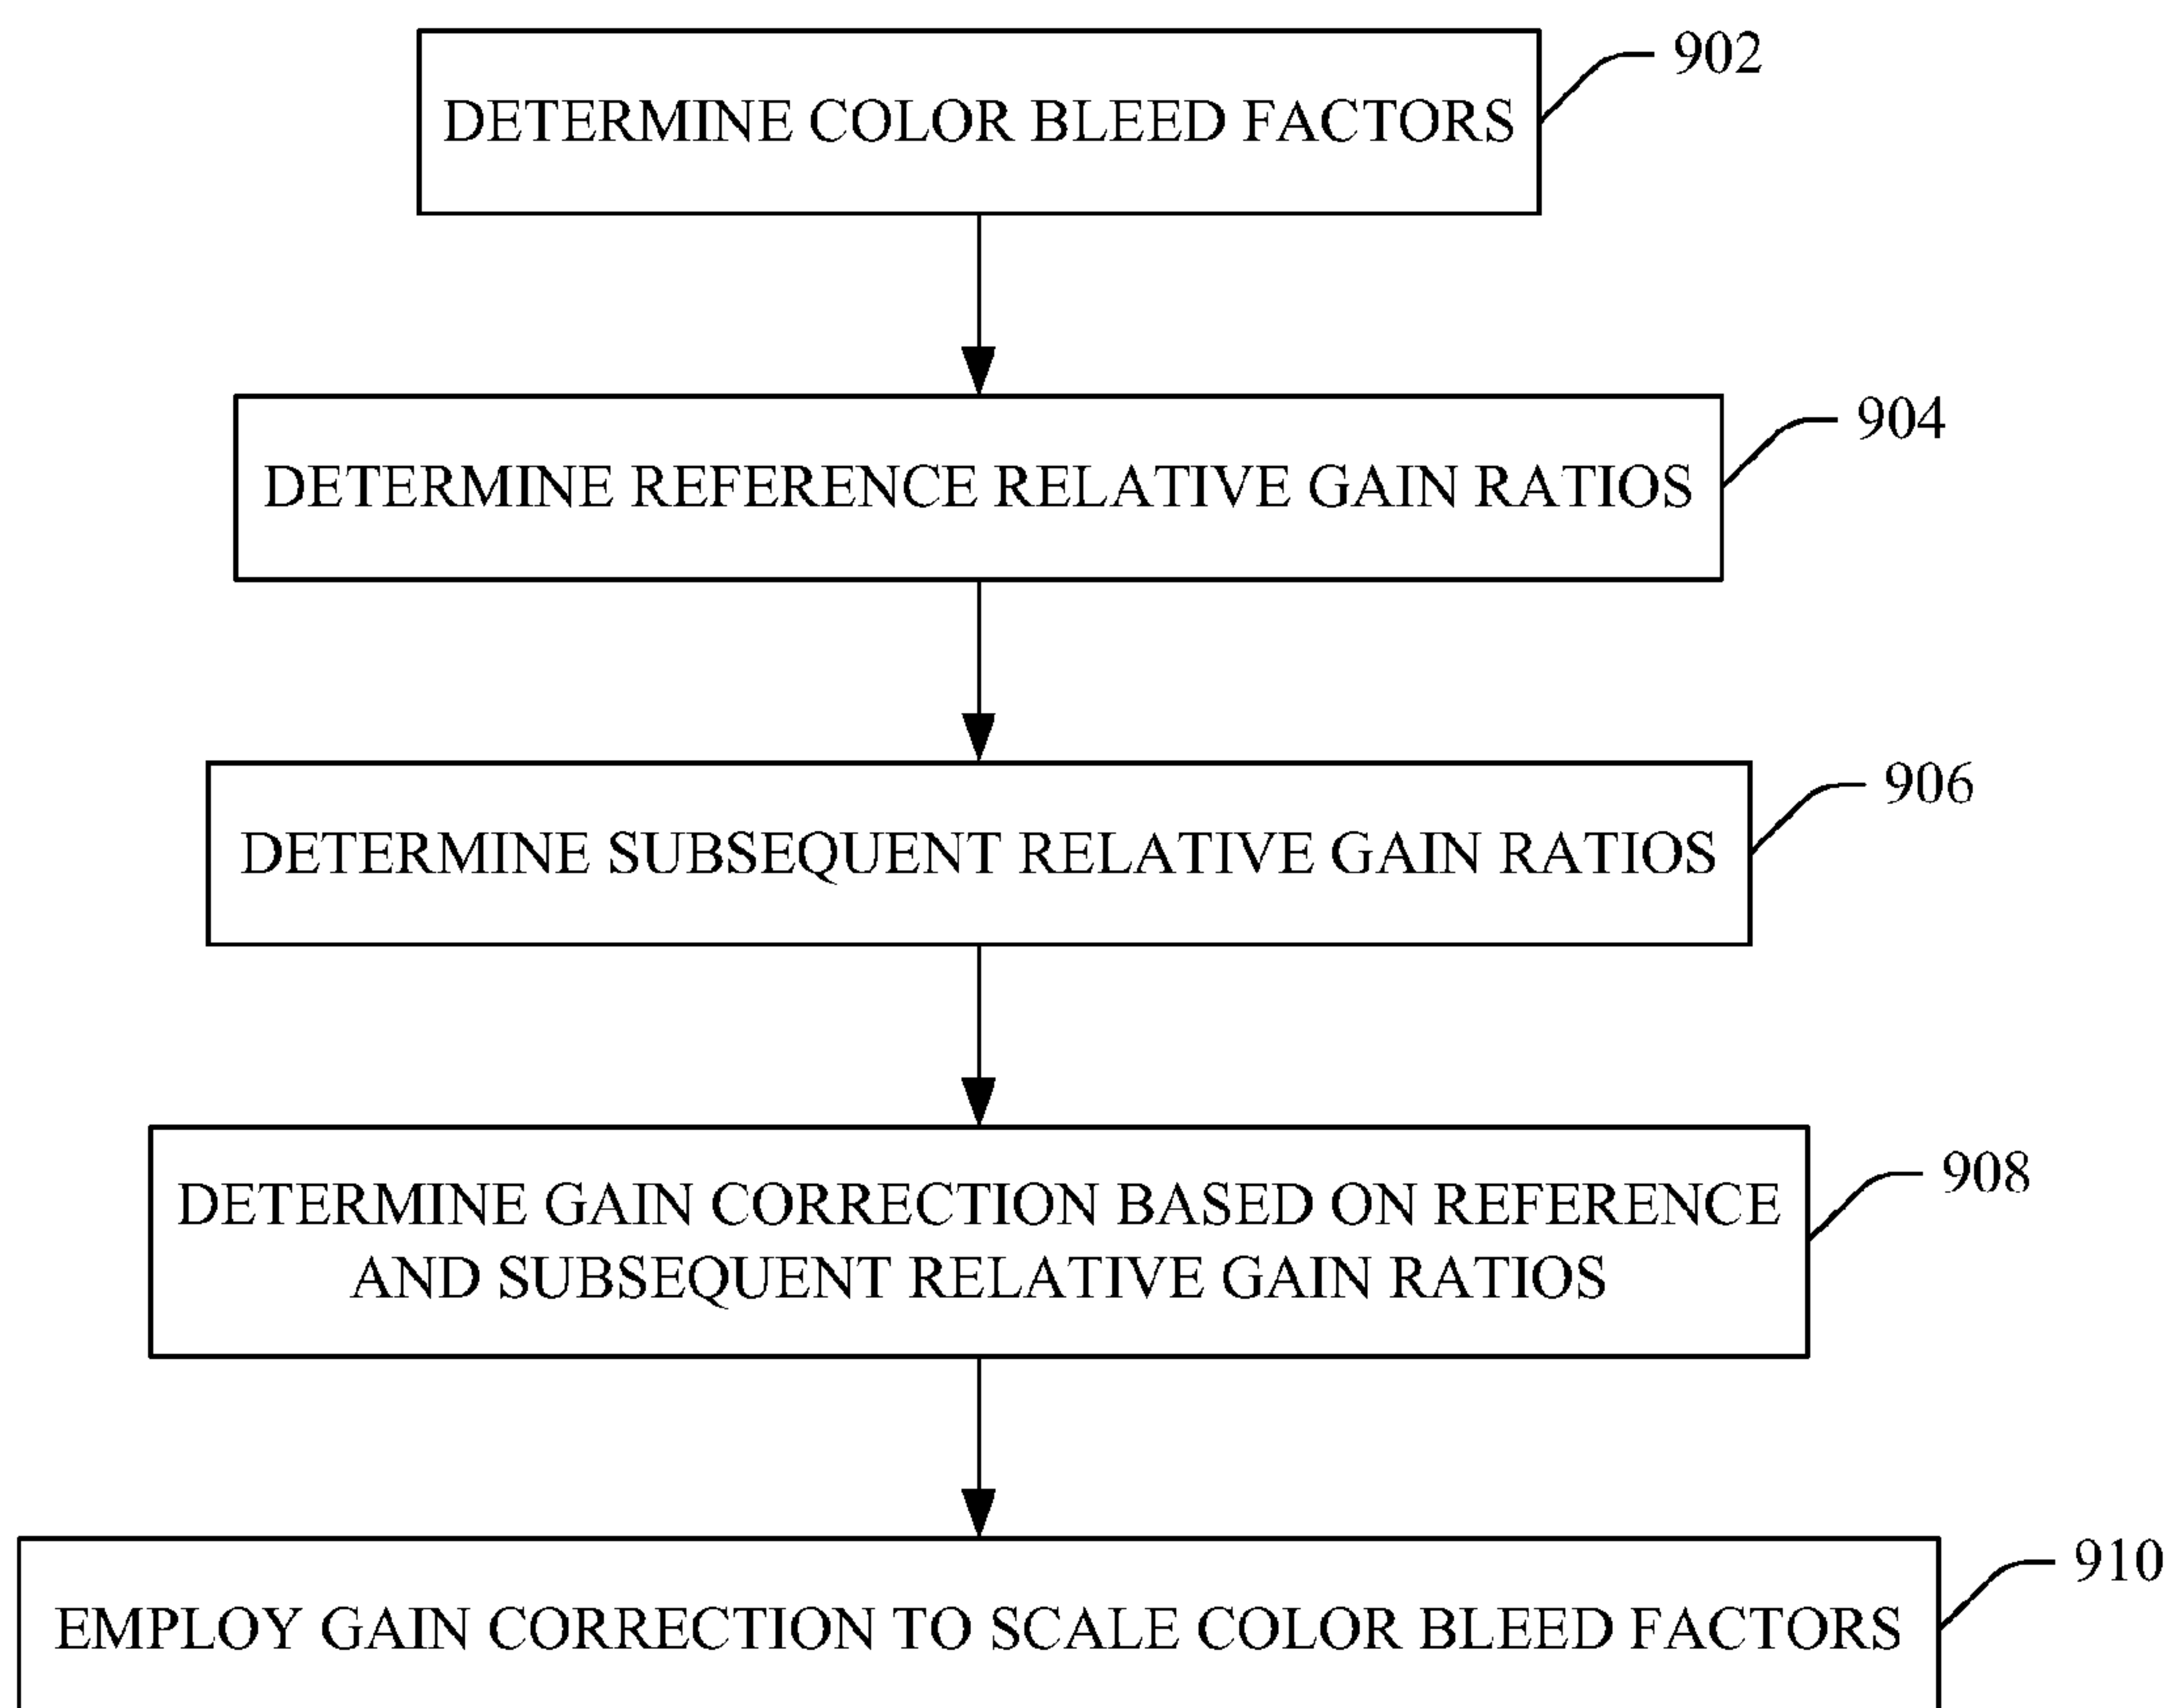 902
DETERMINE COLOR BLEED FACTORS
904
DETERMINE REFERENCE RELATIVE GAIN RATIOS
906
DETERMINE SUBSEQUENT RELATIVE GAIN RATIOS
908
DETERMINE GAIN CORRECTION BASED ON REFERENCE
AND SUBSEQUENT RELATIVE GAIN RATIOS
910
EMPLOY GAIN CORRECTION TO SCALE COLOR BLEED FACTORS